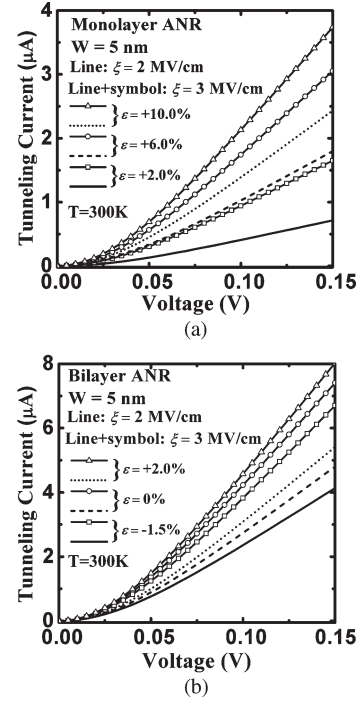 Monolayer ANR
W = 5 nm
Line: ξ = 2 MV/cm
Line+symbol: ξ = 3 MV/cm
ε = +10.0%
ε = +6.0%
ε = +2.0%
T=300K
Tunneling Current (μA)
4
3
2
1
0
0.00 0.05 0.10 0.15
Voltage (V)
(a)
Bilayer ANR
W = 5 nm
Line: ξ = 2 MV/cm
Line+symbol: ξ = 3 MV/cm
ε = +2.0%
ε = 0%
ε = -1.5%
T=300K
Tunneling Current (μA)
8
6
4
2
0
0.00 0.05 0.10 0.15
Voltage (V)
(b)